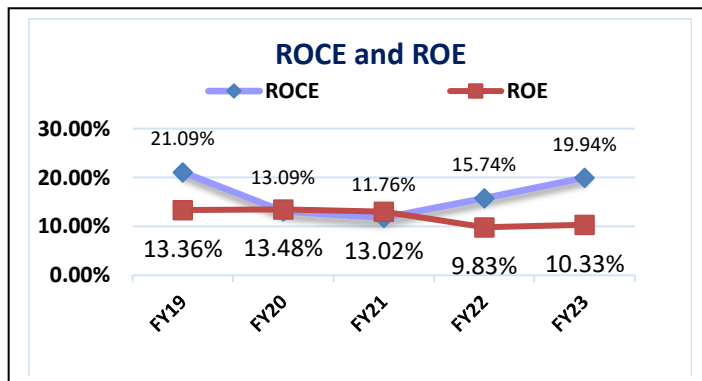 ROCE and ROE
ROCE ROE
30.00%
21.09% 13.09% 11.76% 15.74% 19.94%
20.00%
10.00%
13.36% 13.48% 13.02% 9.83% 10.33%
0.00%
FY19 FY20 FY21 FY22 FY23